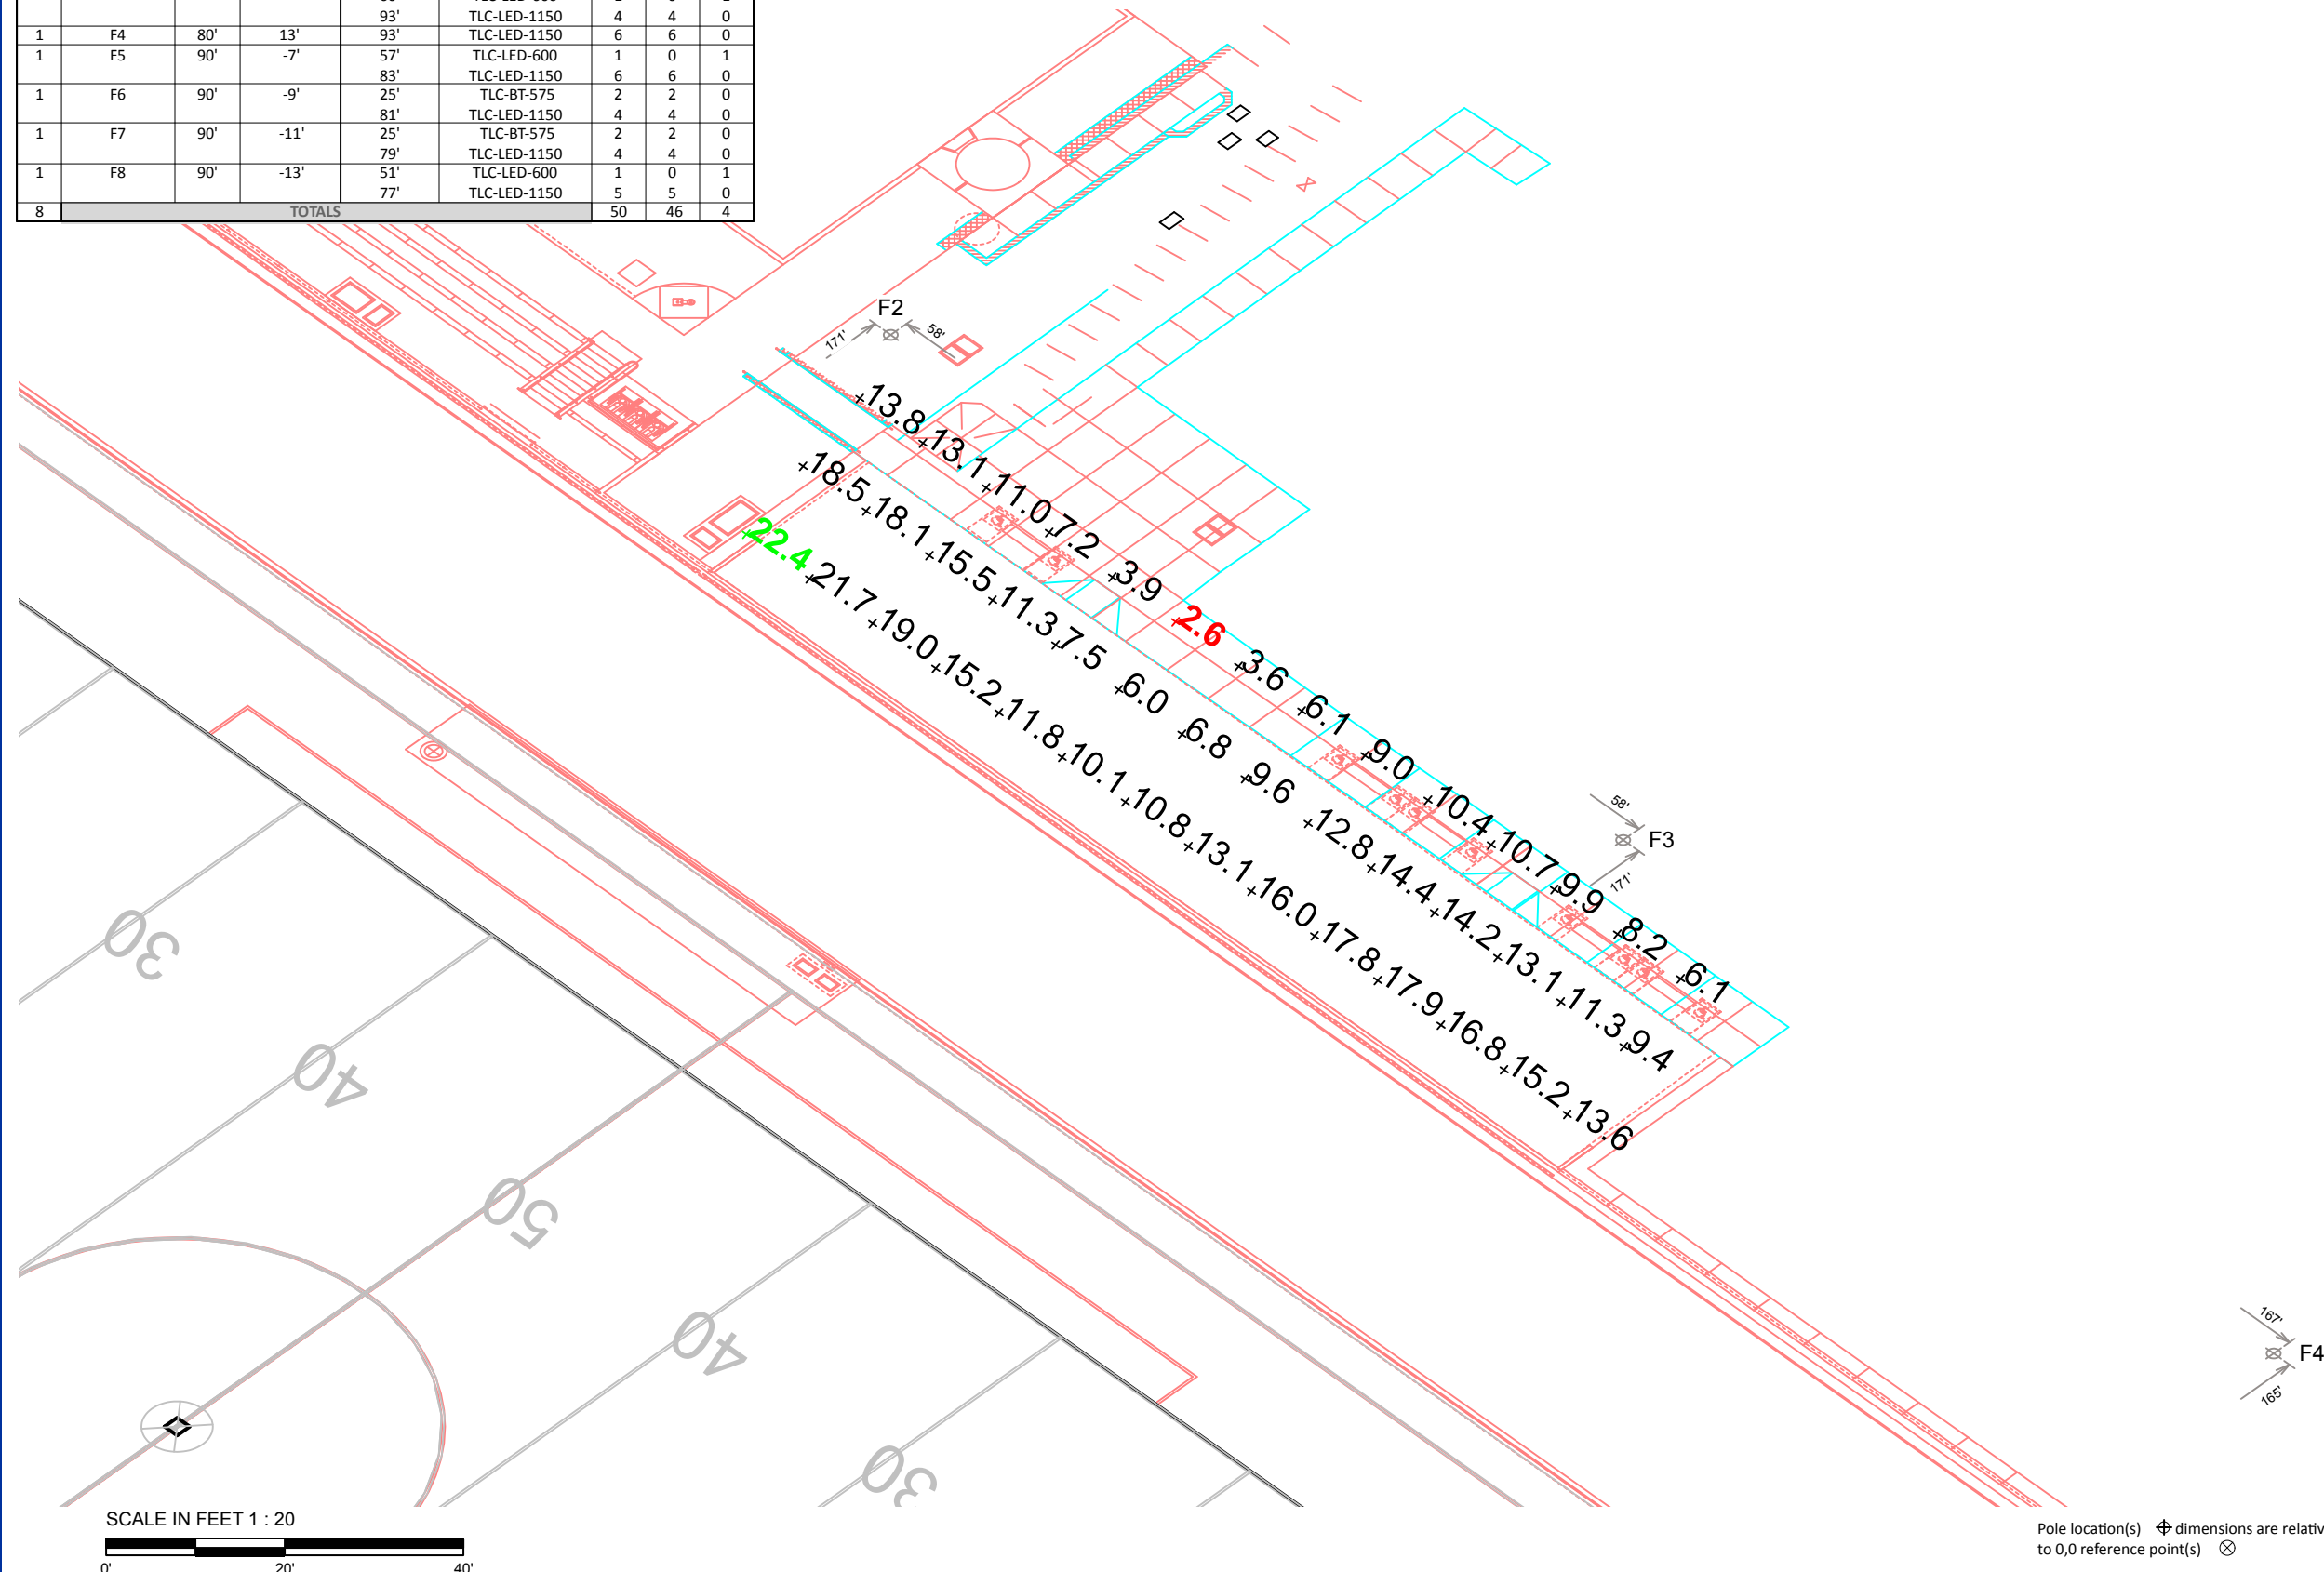 93' TLC-LED-1150 4 4 0
1 F4 80' 13' 93' TLC-LED-1150 6 6 0
1 F5 90' -7' 57' TLC-LED-600 1 0 1
83' TLC-LED-1150 6 6 0
1 F6 90' -9' 25' TLC-BT-575 2 2 0
81' TLC-LED-1150 4 4 0
1 F7 90' -11' 25' TLC-BT-575 2 2 0
79' TLC-LED-1150 4 4 0
1 F8 90' -13' 51' TLC-LED-600 1 0 1
77' TLC-LED-1150 5 5 0
8 TOTALS 50 46 4
F2
171' 58'
13.8 13.1 11.0 7.2 3.9 2.6 3.6 6.1 9.0 10.4 10.7 9.9 8.2 6.1
18.5 18.1 15.5 11.3 7.5 6.0 6.8 9.6 12.8 14.4 14.2 13.1 11.3 9.4
22.4 21.7 19.0 15.2 11.8 10.1 10.8 13.1 16.0 17.8 17.9 16.8 15.2 13.6
58'
F3
171'
30
40
50
40
30
167'
F4
165'
SCALE IN FEET 1 : 20
0' 20' 40'
Pole location(s) dimensions are relativ
to 0,0 reference point(s)